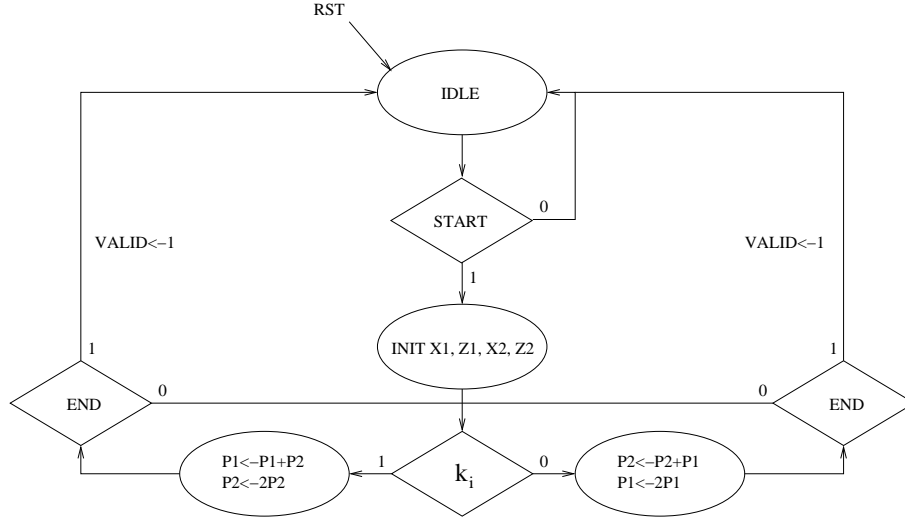 RST
IDLE
START
0
1
VALID<−1
VALID<−1
INIT X1, Z1, X2, Z2
1
1
END
0
0
END
P1<−P1+P2
P2<−2P2
1
k i
0
P2<−P2+P1
P1<−2P1